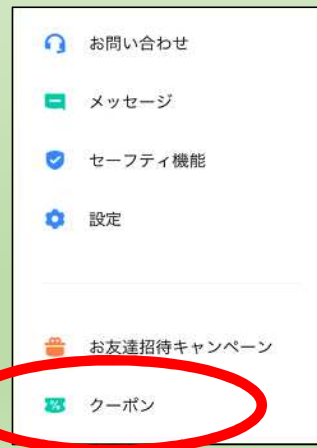 お問い合わせ
メッセージ
セーフティ機能
設定
お友達招待キャンペーン
クーポン